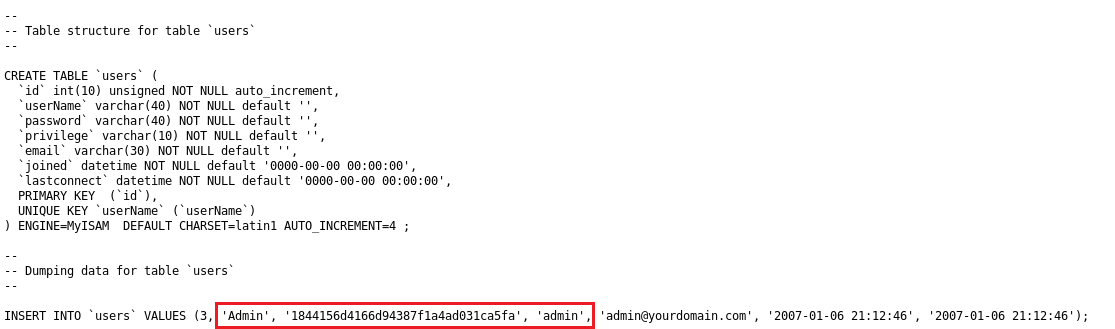 --
-- Table structure for table `users`
--
CREATE TABLE `users` (
`id` int(10) unsigned NOT NULL auto_increment,
`userName` varchar(40) NOT NULL default '',
`password` varchar(40) NOT NULL default '',
`privilege` varchar(10) NOT NULL default '',
`email` varchar(30) NOT NULL default '',
`joined` datetime NOT NULL default '0000-00-00 00:00:00',
`lastconnect` datetime NOT NULL default '0000-00-00 00:00:00',
PRIMARY KEY  (`id`),
UNIQUE KEY `userName` (`userName`)
) ENGINE=MyISAM  DEFAULT CHARSET=latin1 AUTO_INCREMENT=4 ;
--
-- Dumping data for table `users`
--
INSERT INTO `users` VALUES (3, 'Admin', '1844156d4166d94387f1a4ad031ca5fa', 'admin', 'admin@yourdomain.com', '2007-01-06 21:12:46', '2007-01-06 21:12:46');